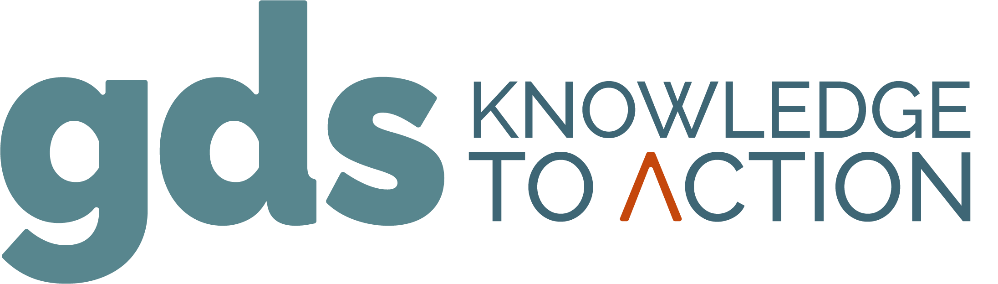 gds
KNOWLEDGE
TO ACTION